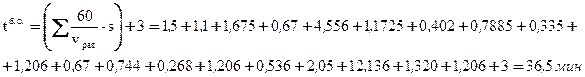 t^{б.о.} = (∑ 60/v_{рас} · s) + 3 = 1,5 + 1,1 + 1,675 + 0,67 + 4,556 + 1,1725 + 0,402 + 0,7885 + 0,335 +
+1,206 + 0,67 + 0,744 + 0,268 + 1,206 + 0,536 + 2,05 + 12,136 + 1,320 + 1,206 + 3 = 36,5 мин